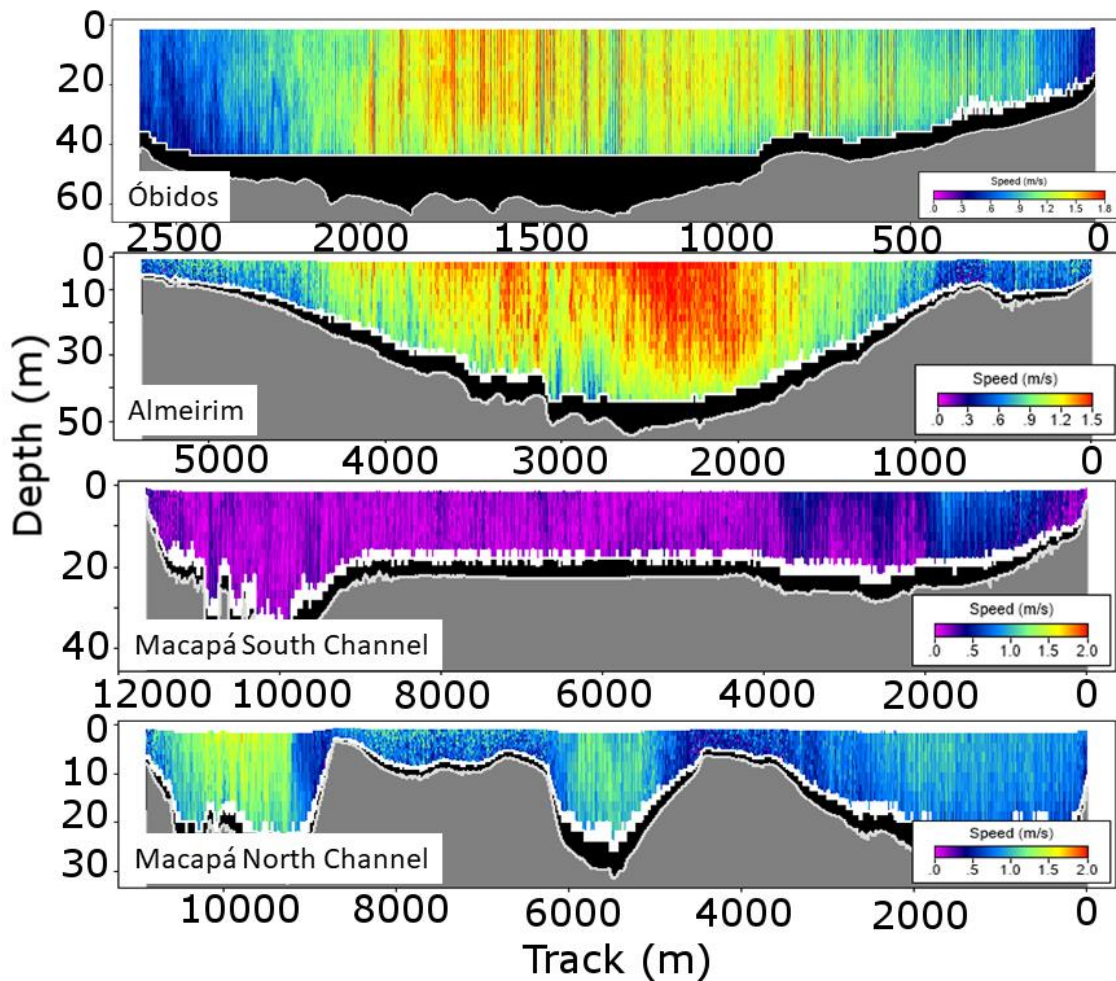 Depth (m)
0
20
40
60
Óbidos
Speed (m/s)
.0 .3 .6 .9 1.2 1.5 1.8
2500 2000 1500 1000 500 0
0
10
30
50
Almeirim
Speed (m/s)
.0 .3 .6 .9 1.2 1.5
5000 4000 3000 2000 1000 0
0
20
40
Macapá South Channel
Speed (m/s)
.0 .5 1.0 1.5 2.0
12000 10000 8000 6000 4000 2000 0
0
10
20
30
Macapá North Channel
Speed (m/s)
.0 .5 1.0 1.5 2.0
10000 8000 6000 4000 2000 0
Track (m)